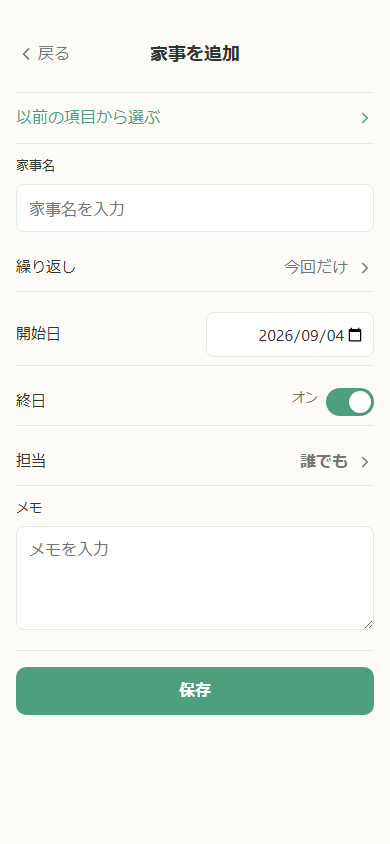 戻る
家事を追加
以前の項目から選ぶ
家事名
家事名を入力
繰り返し
今回だけ
開始日
2026/09/04
終日
オン
担当
誰でも
メモ
メモを入力
保存